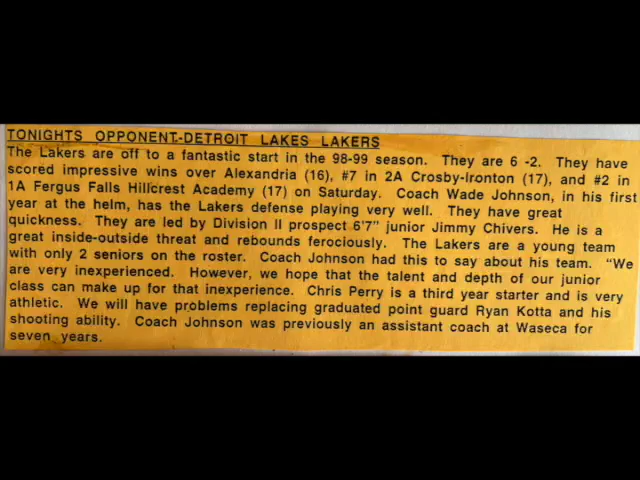 TONIGHTS OPPONENT-DETROIT LAKES LAKERS
The Lakers are off to a fantastic start in the 98-99 season. They are 6 -2. They have
scored impressive wins over Alexandria (16), #7 in 2A Crosby-Ironton (17), and #2 in
1A Fergus Falls Hillcrest Academy (17) on Saturday. Coach Wade Johnson, in his first
year at the helm, has the Lakers defense playing very well. They have great
quickness. They are led by Division II prospect 6'7" junior Jimmy Chivers. He is a
great inside-outside threat and rebounds ferociously. The Lakers are a young team
with only 2 seniors on the roster. Coach Johnson had this to say about his team. "We
are very inexperienced. However, we hope that the talent and depth of our junior
class can make up for that inexperience. Chris Perry is a third year starter and is very
athletic. We will have problems replacing graduated point guard Ryan Kotta and his
shooting ability. Coach Johnson was previously an assistant coach at Waseca for
seven years.